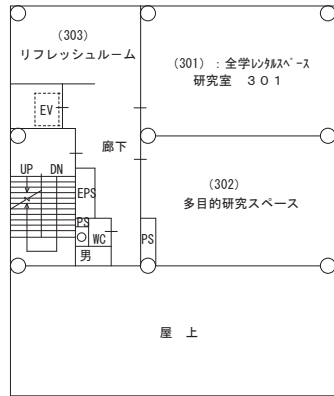 (303)
リフレッシュルーム
(301) : 全学ﾚﾝﾀﾙｽﾍﾟｰｽ
研究室 301
EV
廊下
UP DN
EPS
(302)
多目的研究スペース
PS
WC
PS
男
屋 上